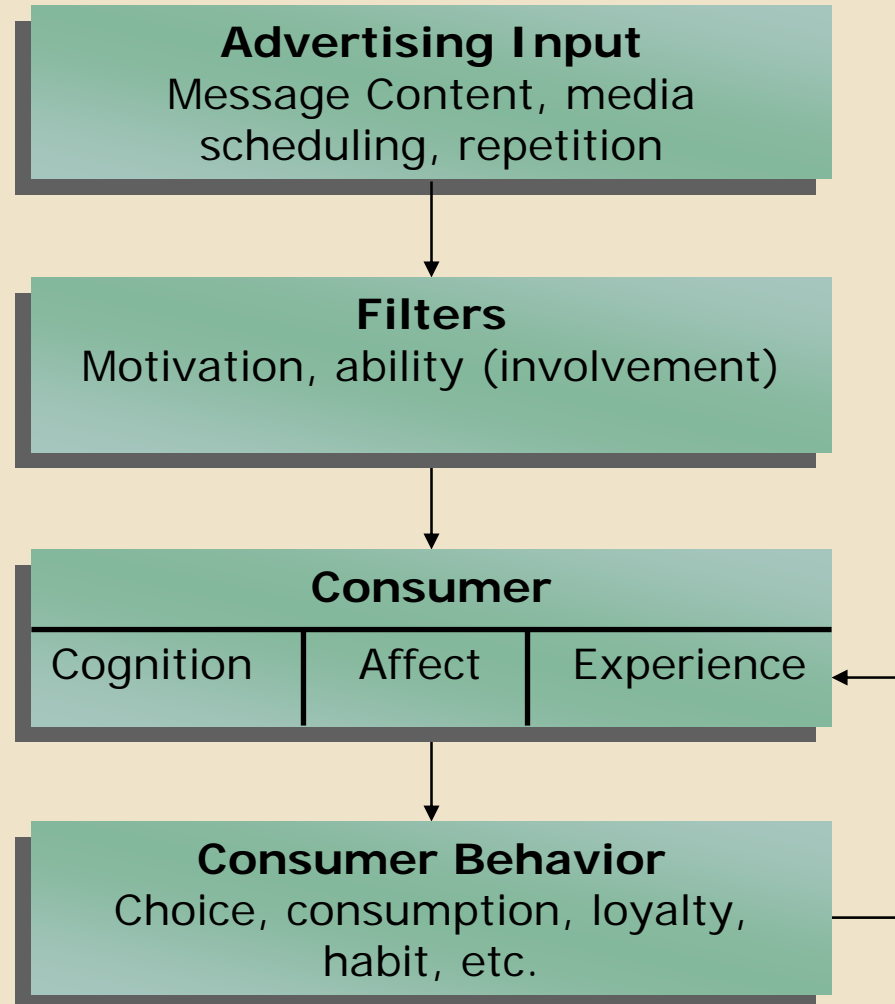 Advertising Input
Message Content, media
scheduling, repetition
Filters
Motivation, ability (involvement)
Consumer
Cognition Affect Experience
Consumer Behavior
Choice, consumption, loyalty,
habit, etc.